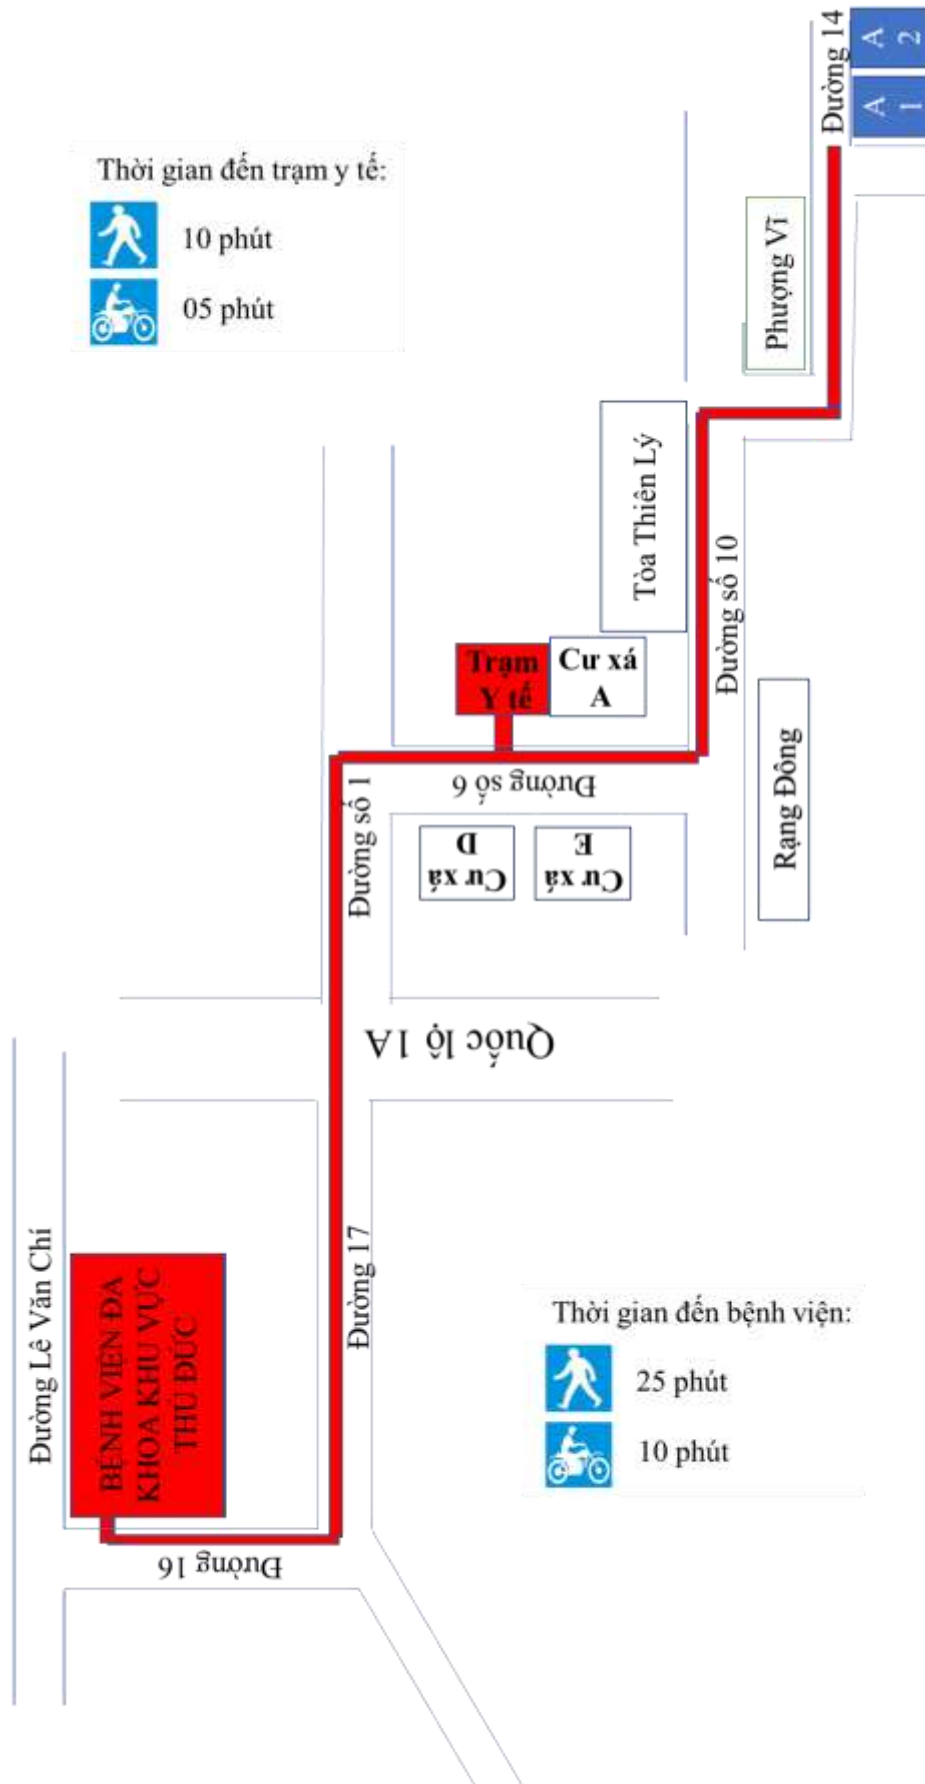 Đường 14
A
2
A
1
Thời gian đến trạm y tế:
10 phút
05 phút
Phượng Vĩ
Tòa Thiên Lý
Đường số 10
Trạm
Y tế
Cư xá
A
Đường số 6
Rạng Đông
Đường số 1
Cư xá
D
Cư xá
E
Quốc lộ 1A
Đường Lê Văn Chí
BỆNH VIỆN ĐA
KHOA KHU VỰC
THỦ ĐỨC
Đường 17
Thời gian đến bệnh viện:
25 phút
10 phút
Đường 16